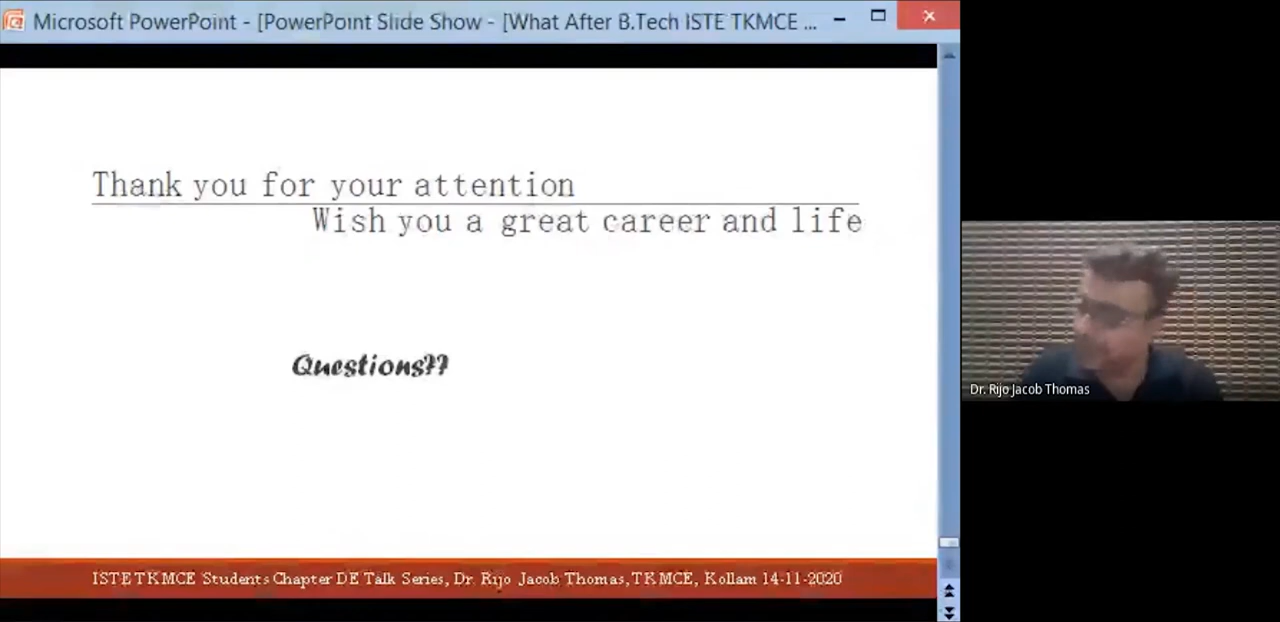 Microsoft PowerPoint - [PowerPoint Slide Show - [What After B.Tech ISTE TKMCE ...
Thank you for your attention
Wish you a great career and life
Questions??
ISTE TKMCE Students Chapter DE Talk Series, Dr. Rijo Jacob Thomas, TKMCE, Kollam 14-11-2020
Dr. Rijo Jacob Thomas